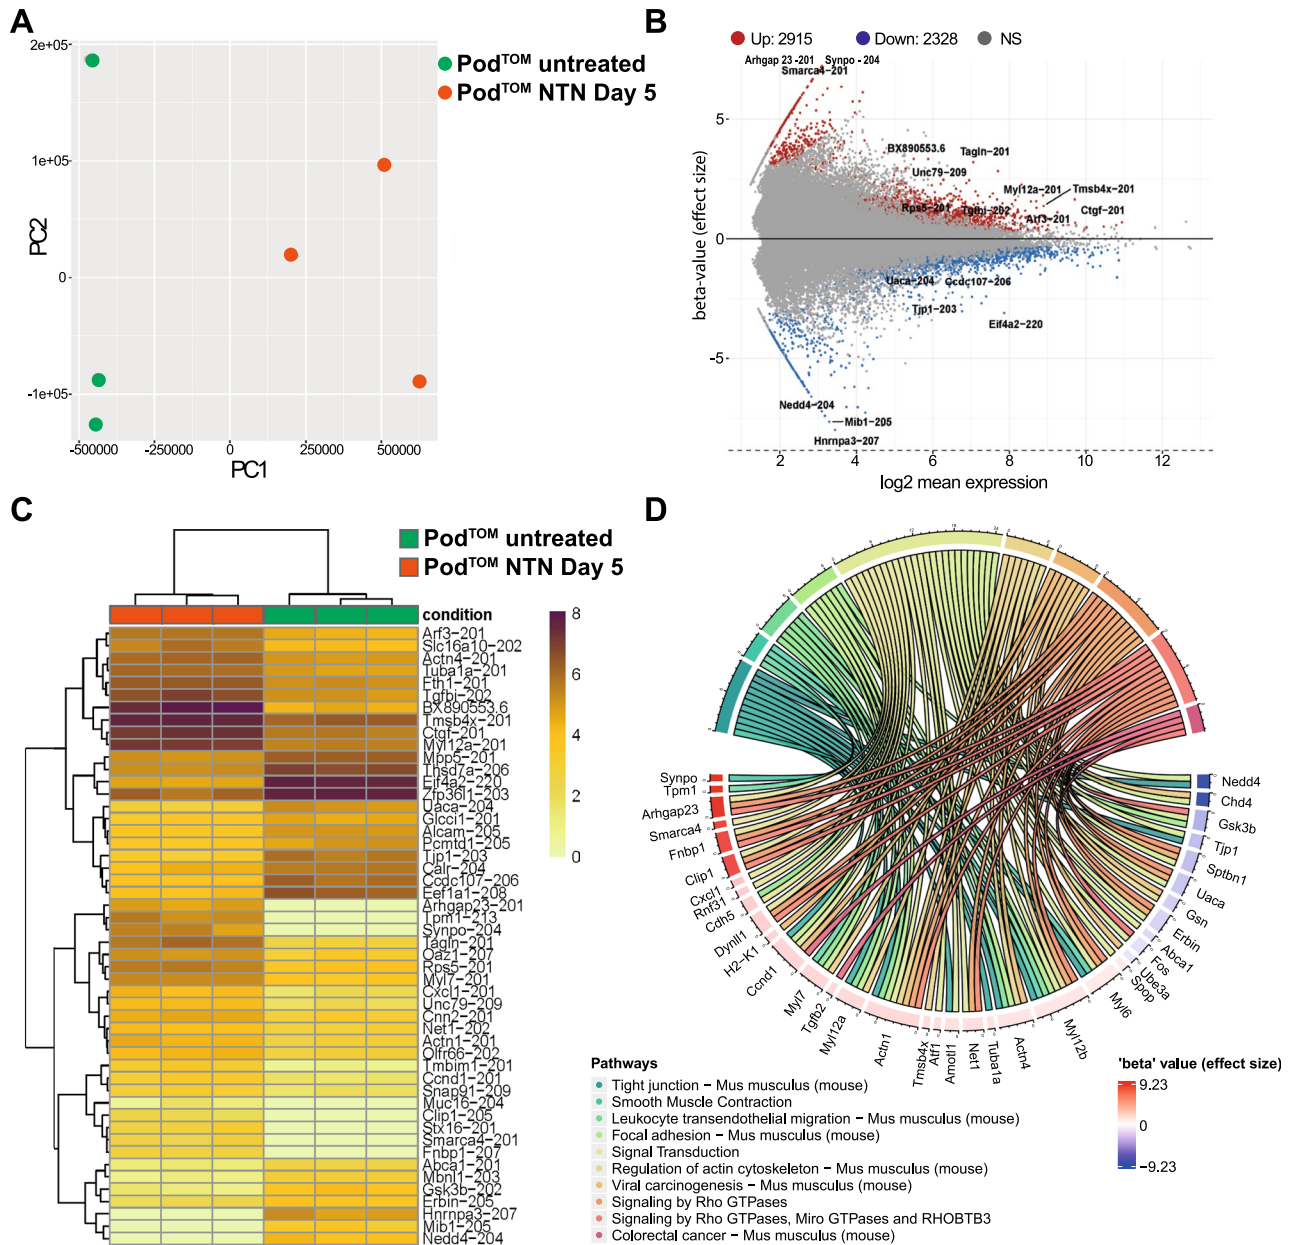 A
2e+05
1e+05
0
-1e+05
PC2
-500000
-250000
0
250000
500000
PC1
PodTOM untreated
PodTOM NTN Day 5
B
Up: 2915
Down: 2328
NS
Arhgap 23 -201
Synpo - 204
Smarca4-201
BX890553.6
Tagln-201
Unc79-209
Myl12a-201
Tmsb4x-201
Rps5-201
Tgfbi-202
Arf3-201
Ctgf-201
Uaca-204
Ccdc107-206
Tjp1-203
Eif4a2-220
Nedd4-204
Mib1-205
Hnrnpa3-207
5
0
-5
beta-value (effect size)
2
4
6
8
10
12
log2 mean expression
C
PodTOM untreated
PodTOM NTN Day 5
condition
Arf3-201
Slc16a10-202
Actn4-201
Tuba1a-201
Fth1-201
Tgfbi-202
BX890553.6
Tmsb4x-201
Ctgf-201
Myl12a-201
Mpp5-201
Thsd7a-206
Eif4a2-220
Zfp36l1-203
Uaca-204
Glcci1-201
Alcam-205
Pcmtd1-205
Tjp1-203
Calr-204
Ccdc107-206
Eef1a1-208
Arhgap23-201
Tpm1-213
Synpo-204
Tagln-201
Oaz1-207
Rps5-201
Myl7-201
Cxcl1-201
Unc79-209
Cnn2-201
Net1-202
Actn1-201
Olfr66-202
Tmbim1-201
Ccnd1-201
Snap91-209
Muc16-204
Clip1-205
Stx16-201
Smarca4-201
Fnbp1-207
Abca1-201
Mbnl1-203
Gsk3b-202
Erbin-205
Hnrnpa3-207
Mib1-205
Nedd4-204
8
6
4
2
0
D
Synpo
Tpm1
Arhgap23
Smarca4
Fnbp1
Clip1
Cxcl1
Rnf31
Cdh5
Dynll1
H2-K1
Ccnd1
Myl7
Tgfb2
Myl12a
Actn1
Tmsb4x
Atf1
Amotl1
Net1
Tuba1a
Actn4
Myl12b
Myl6
Spop
Ube3a
Fos
Abca1
Erbin
Gsn
Uaca
Sptbn1
Tjp1
Gsk3b
Chd4
Nedd4
Pathways
Tight junction - Mus musculus (mouse)
Smooth Muscle Contraction
Leukocyte transendothelial migration - Mus musculus (mouse)
Focal adhesion - Mus musculus (mouse)
Signal Transduction
Regulation of actin cytoskeleton - Mus musculus (mouse)
Viral carcinogenesis - Mus musculus (mouse)
Signaling by Rho GTPases
Signaling by Rho GTPases, Miro GTPases and RHOBTB3
Colorectal cancer - Mus musculus (mouse)
'beta' value (effect size)
9.23
0
-9.23